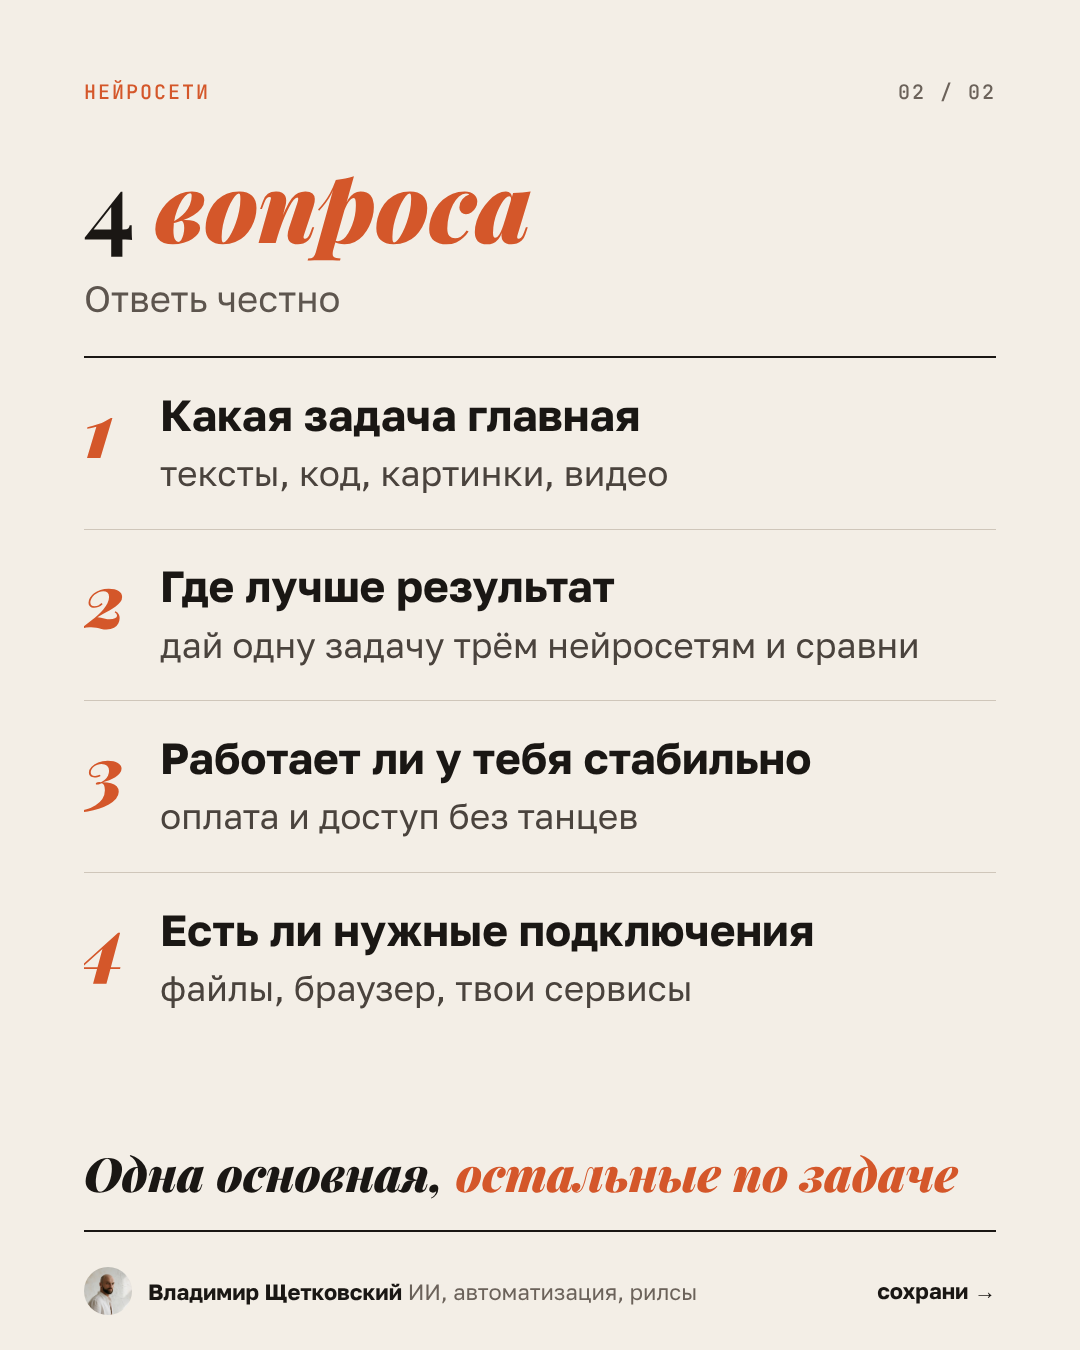 НЕЙРОСЕТИ
02 / 02
4 вопроса
Ответь честно
1
Какая задача главная
тексты, код, картинки, видео
2
Где лучше результат
дай одну задачу трём нейросетям и сравни
3
Работает ли у тебя стабильно
оплата и доступ без танцев
4
Есть ли нужные подключения
файлы, браузер, твои сервисы
Одна основная, остальные по задаче
Владимир Щетковский ИИ, автоматизация, рилсы
сохрани →